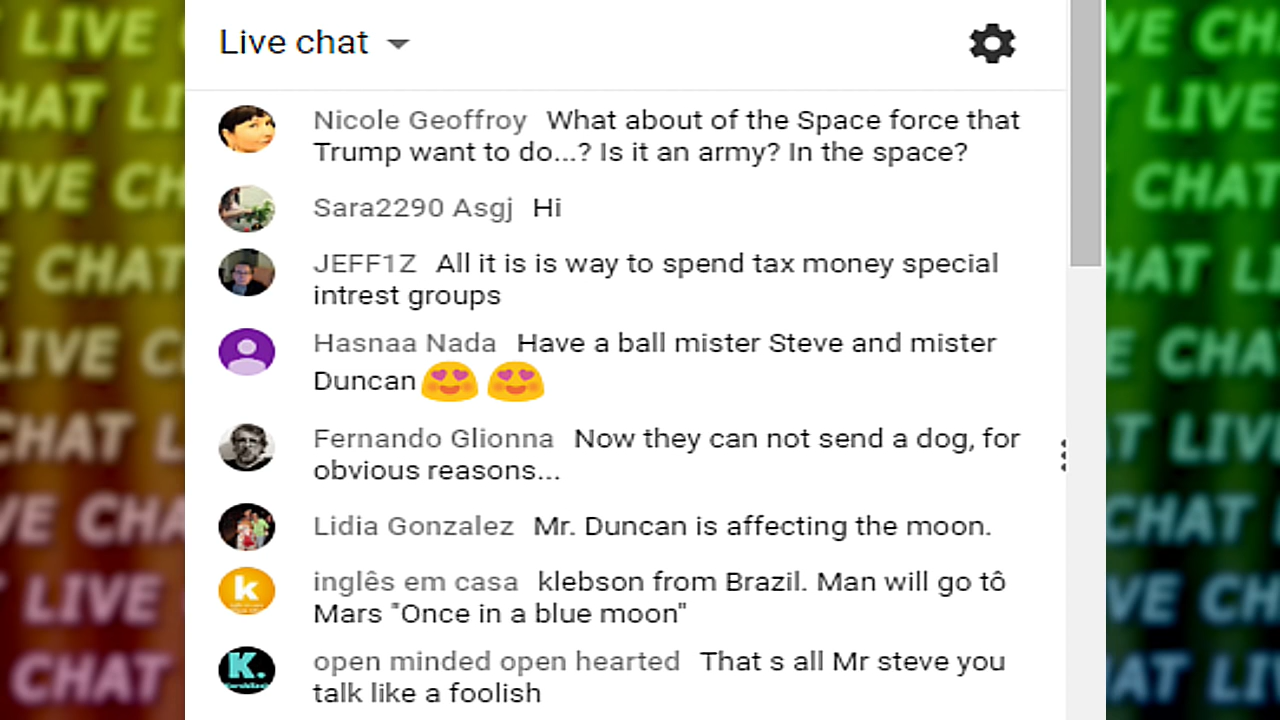 Live chat
Nicole Geoffroy What about of the Space force that
Trump want to do...? Is it an army? In the space?
Sara2290 Asgj Hi
JEFF1Z All it is is way to spend tax money special
intrest groups
Hasnaa Nada Have a ball mister Steve and mister
Duncan😍😍
Fernando Glionna Now they can not send a dog, for
obvious reasons...
Lidia Gonzalez Mr. Duncan is affecting the moon.
inglês em casa klebson from Brazil. Man will go tô
Mars "Once in a blue moon"
open minded open hearted That s all Mr steve you
talk like a foolish